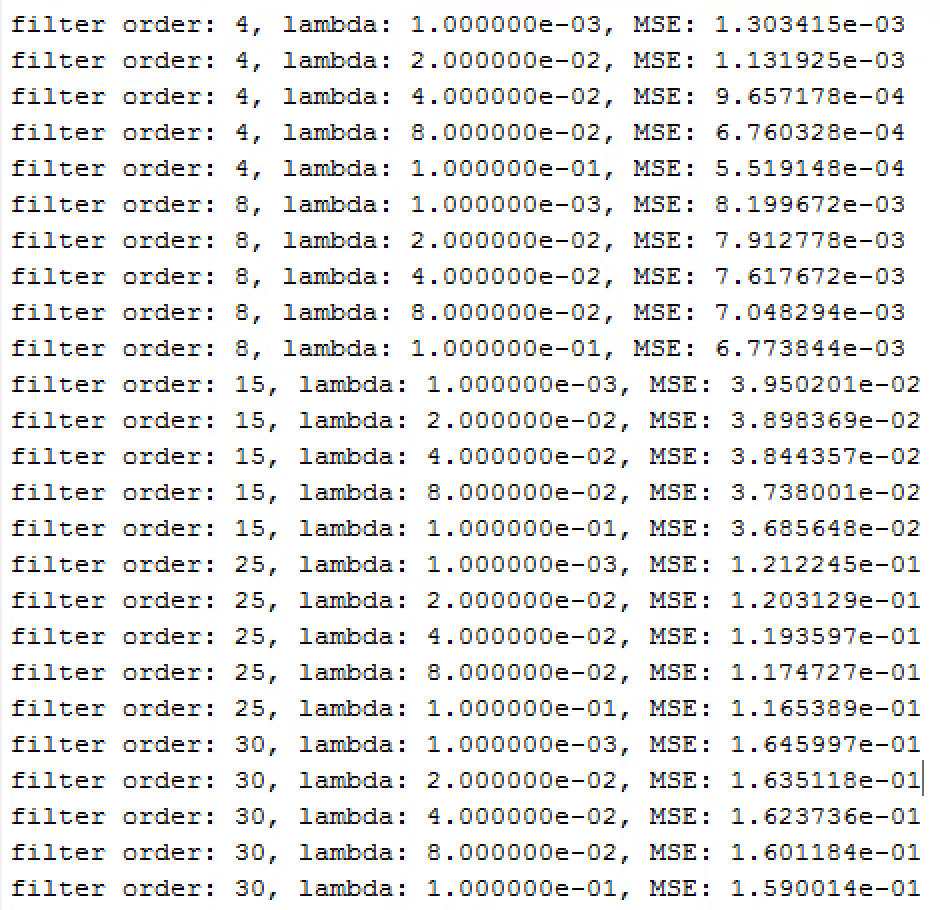 filter order: 4, lambda: 1.000000e-03, MSE: 1.303415e-03
filter order: 4, lambda: 2.000000e-02, MSE: 1.131925e-03
filter order: 4, lambda: 4.000000e-02, MSE: 9.657178e-04
filter order: 4, lambda: 8.000000e-02, MSE: 6.760328e-04
filter order: 4, lambda: 1.000000e-01, MSE: 5.519148e-04
filter order: 8, lambda: 1.000000e-03, MSE: 8.199672e-03
filter order: 8, lambda: 2.000000e-02, MSE: 7.912778e-03
filter order: 8, lambda: 4.000000e-02, MSE: 7.617672e-03
filter order: 8, lambda: 8.000000e-02, MSE: 7.048294e-03
filter order: 8, lambda: 1.000000e-01, MSE: 6.773844e-03
filter order: 15, lambda: 1.000000e-03, MSE: 3.950201e-02
filter order: 15, lambda: 2.000000e-02, MSE: 3.898369e-02
filter order: 15, lambda: 4.000000e-02, MSE: 3.844357e-02
filter order: 15, lambda: 8.000000e-02, MSE: 3.738001e-02
filter order: 15, lambda: 1.000000e-01, MSE: 3.685648e-02
filter order: 25, lambda: 1.000000e-03, MSE: 1.212245e-01
filter order: 25, lambda: 2.000000e-02, MSE: 1.203129e-01
filter order: 25, lambda: 4.000000e-02, MSE: 1.193597e-01
filter order: 25, lambda: 8.000000e-02, MSE: 1.174727e-01
filter order: 25, lambda: 1.000000e-01, MSE: 1.165389e-01
filter order: 30, lambda: 1.000000e-03, MSE: 1.645997e-01
filter order: 30, lambda: 2.000000e-02, MSE: 1.635118e-01
filter order: 30, lambda: 4.000000e-02, MSE: 1.623736e-01
filter order: 30, lambda: 8.000000e-02, MSE: 1.601184e-01
filter order: 30, lambda: 1.000000e-01, MSE: 1.590014e-01